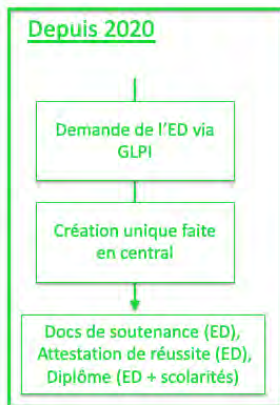 Depuis 2020
Demande de l'ED via
GLPI
Création unique faite
en central
Docs de soutenance (ED),
Attestation de réussite (ED),
Diplôme (ED + scolarités)